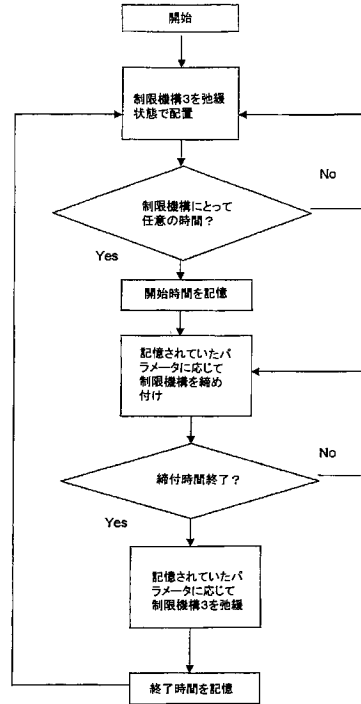 開始
制限機構3を弛緩
状態で配置
No
制限機構にとって
任意の時間？
Yes
開始時間を記憶
記憶されていたパ
ラメータに応じて
制限機構を締め
付け
No
締付時間終了？
Yes
記憶されていたパ
ラメータに応じて
制限機構3を弛緩
終了時間を記憶